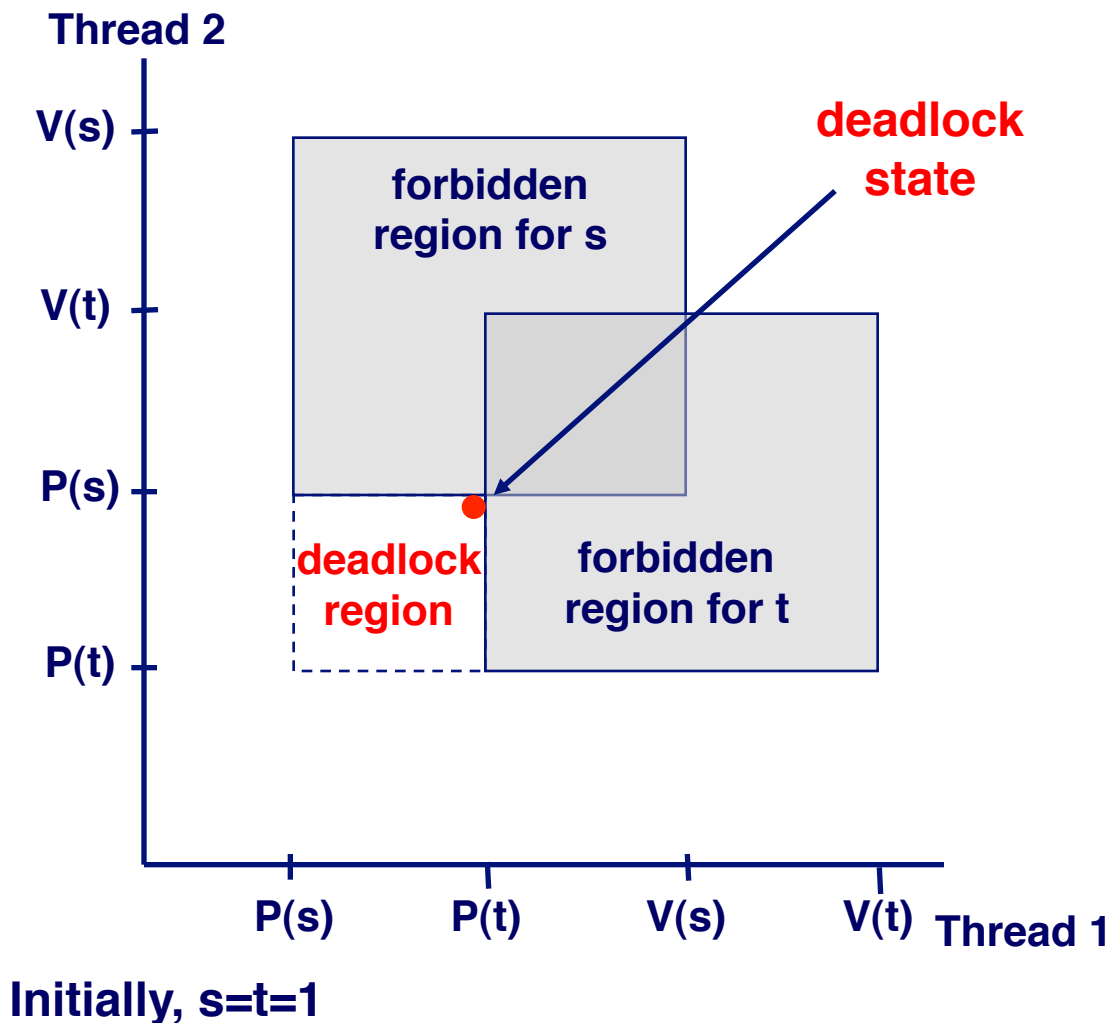 Thread 2
V(s)
deadlock
state
forbidden
region for s
V(t)
P(s)
deadlock
region
forbidden
region for t
P(t)
P(s)
P(t)
V(s)
V(t)
Thread 1
Initially, s=t=1